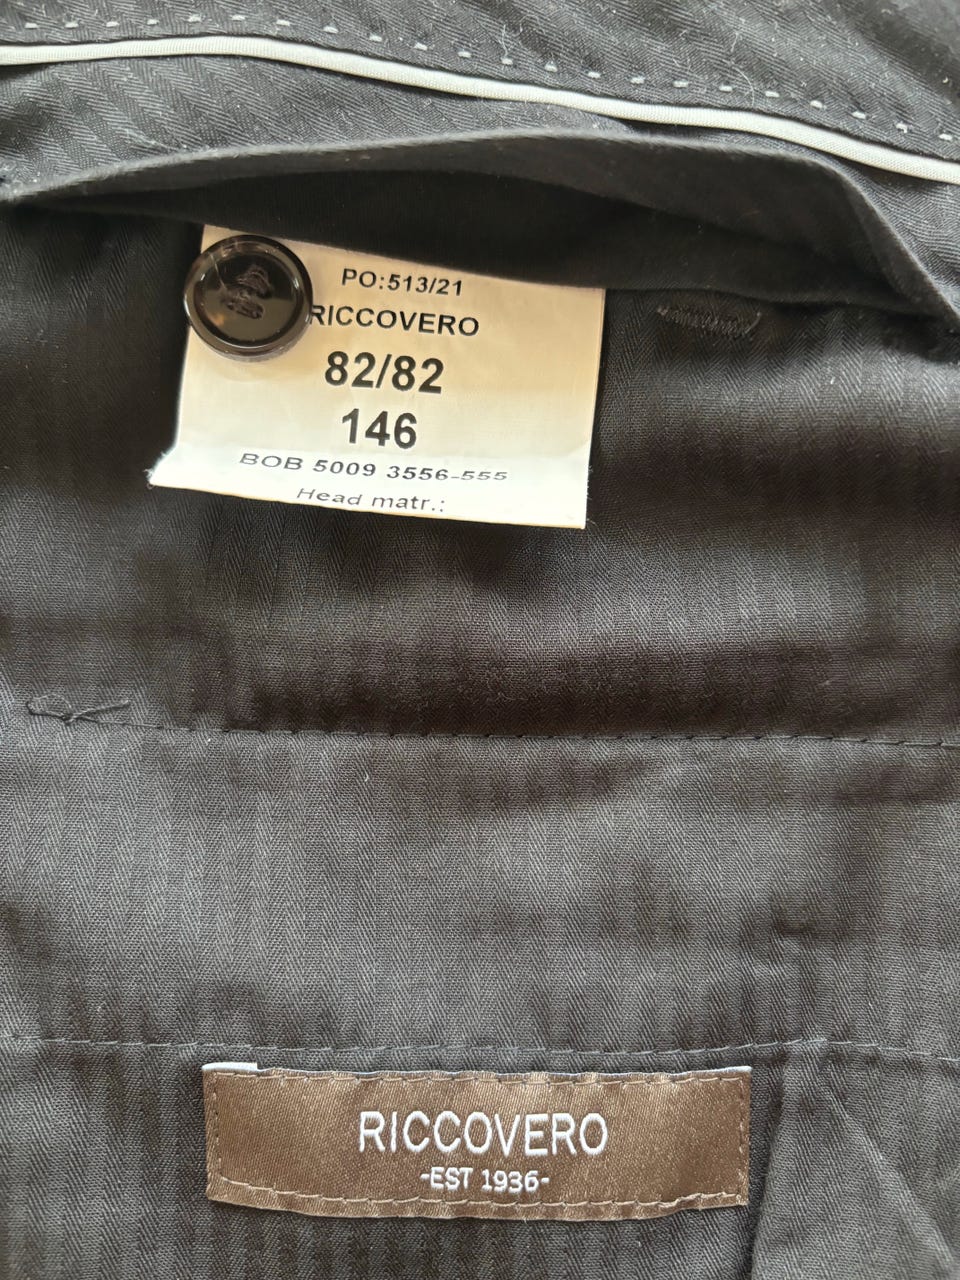 PO:513/21
RICCOVERO
82/82
146
BOB 5009 3556-555
Head matr.:
RICCOVERO
-EST 1936-